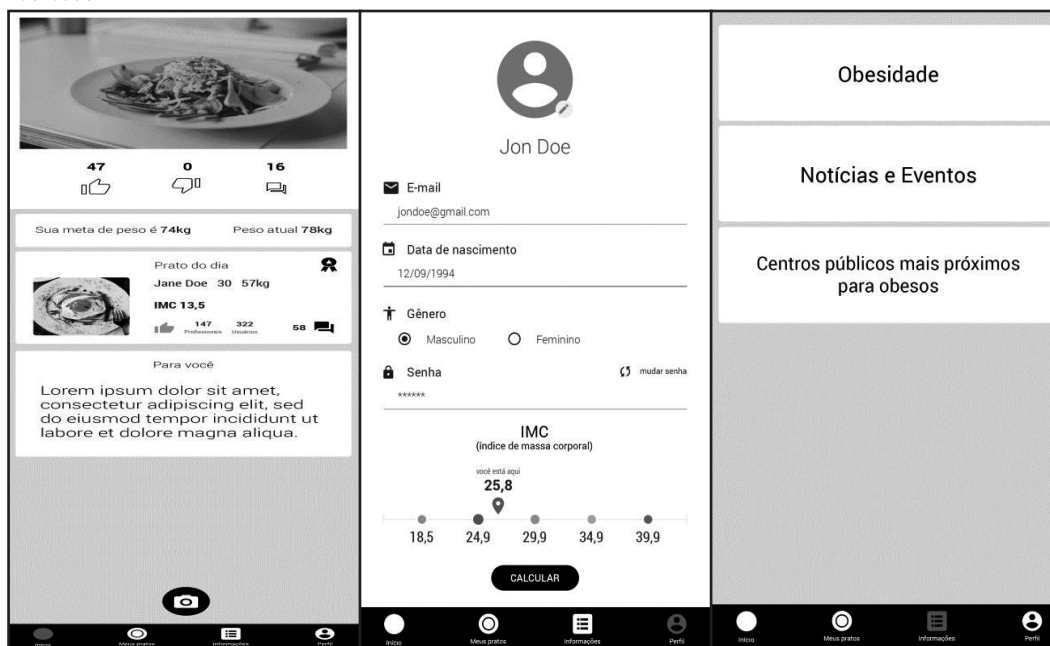 47 0 16
Sua meta de peso é 74kg Peso atual 78kg
Prato do dia
Jane Doe 30 57kg
IMC 13,5
147 322 58
Profissionais Usuários
Para você
Lorem ipsum dolor sit amet,
consectetur adipiscing elit, sed
do eiusmod tempor incididunt ut
labore et dolore magna aliqua.
Início Meus pratos Informações Perfil
Jon Doe
E-mail
jondoe@gmail.com
Data de nascimento
12/09/1994
Gênero
Masculino Feminino
Senha mudar senha
******
IMC
(índice de massa corporal)
você está aqui
25,8
18,5 24,9 29,9 34,9 39,9
CALCULAR
Início Meus pratos Informações Perfil
Obesidade
Notícias e Eventos
Centros públicos mais próximos
para obesos
Início Meus pratos Informações Perfil